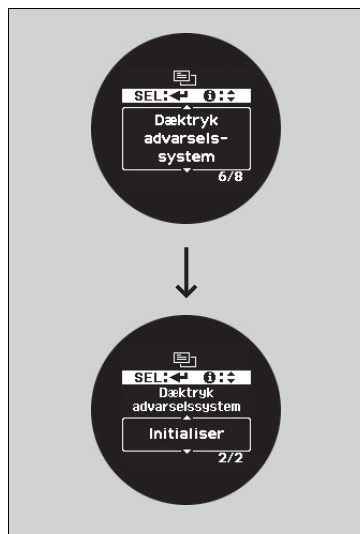 SEL: :
Dæktryk
advarsels-
system
6/8
SEL: :
Dæktryk
advarselssystem
Initialiser
2/2